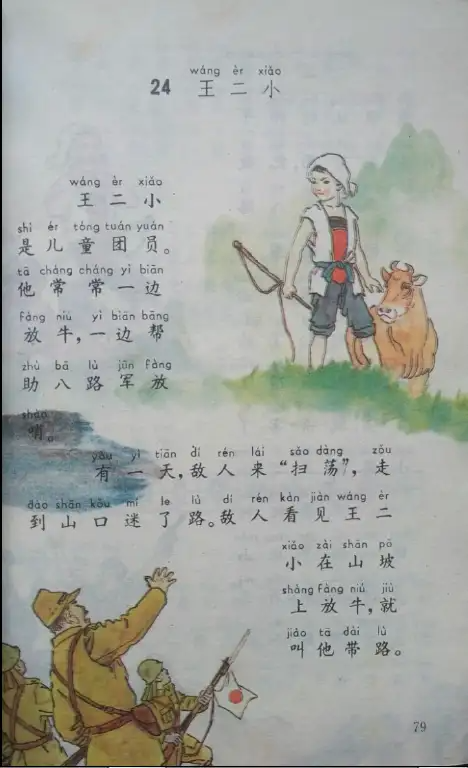 wáng èr xiǎo
24 王二小
wáng èr xiǎo
王二小
shì ér tóng tuán yuán
是儿童团员。
tā cháng cháng yì biān
他常常一边
fàng niú yì biān bāng
放牛,一边帮
zhù bā lù jūn fàng
助八路军放
shào
哨。
yǒu yì tiān dí rén lái sǎo dàng zǒu
有一天,敌人来“扫荡”,走
dào shān kǒu mí le lù dí rén kàn jiàn wáng èr
到山口迷了路。敌人看见王二
xiǎo zài shān pō
小在山坡
shàng fàng niú jiù
上放牛,就
jiào tā dài lù
叫他带路。
79